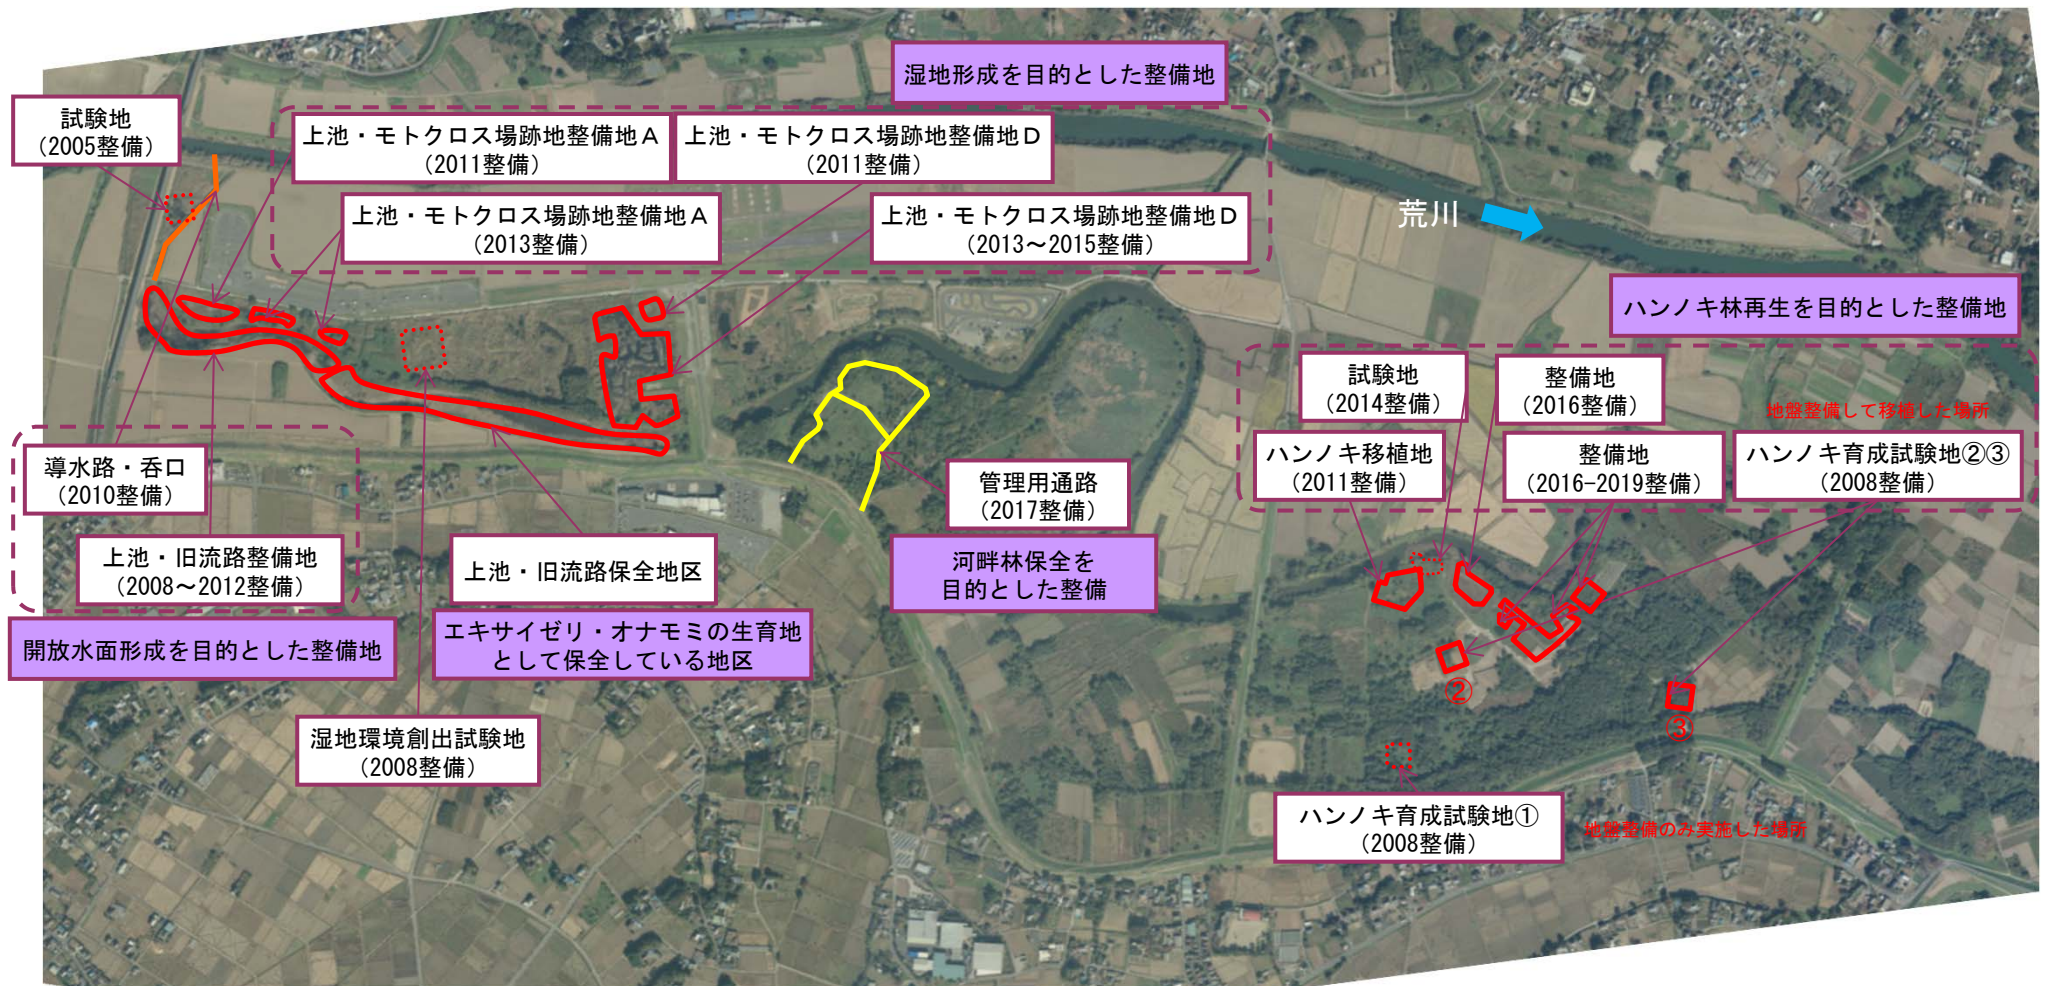 湿地形成を目的とした整備地
試験地
（2005整備）
上池・モトクロス場跡地整備地Ａ
（2011整備）
上池・モトクロス場跡地整備地Ｄ
（2011整備）
上池・モトクロス場跡地整備地Ａ
（2013整備）
上池・モトクロス場跡地整備地Ｄ
（2013～2015整備）
荒川
ハンノキ林再生を目的とした整備地
試験地
（2014整備）
整備地
（2016整備）
地盤整備して移植した場所
ハンノキ移植地
（2011整備）
整備地
（2016-2019整備）
ハンノキ育成試験地②③
（2008整備）
導水路・呑口
（2010整備）
管理用通路
（2017整備）
上池・旧流路整備地
（2008～2012整備）
上池・旧流路保全地区
河畔林保全を
目的とした整備
開放水面形成を目的とした整備地
エキサイゼリ・オナモミの生育地
として保全している地区
②
③
湿地環境創出試験地
（2008整備）
ハンノキ育成試験地①
（2008整備）
地盤整備のみ実施した場所